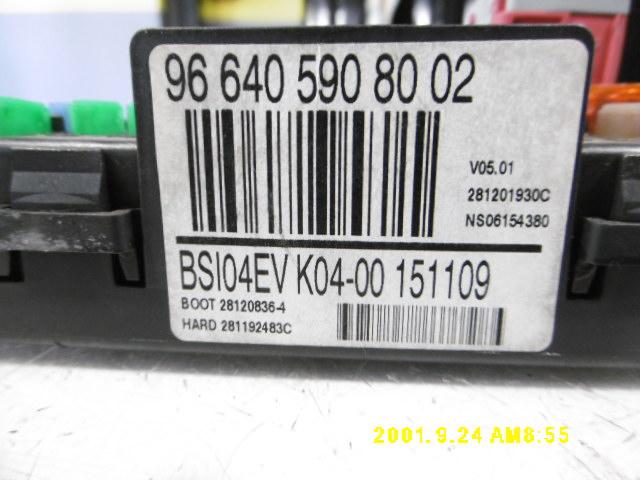 96 640 590 80 02
V05.01
281201930C
NS06154380
BSI04EV K04-00 151109
BOOT 28120836-4
HARD 281192483C
2001.9.24 AM8:55